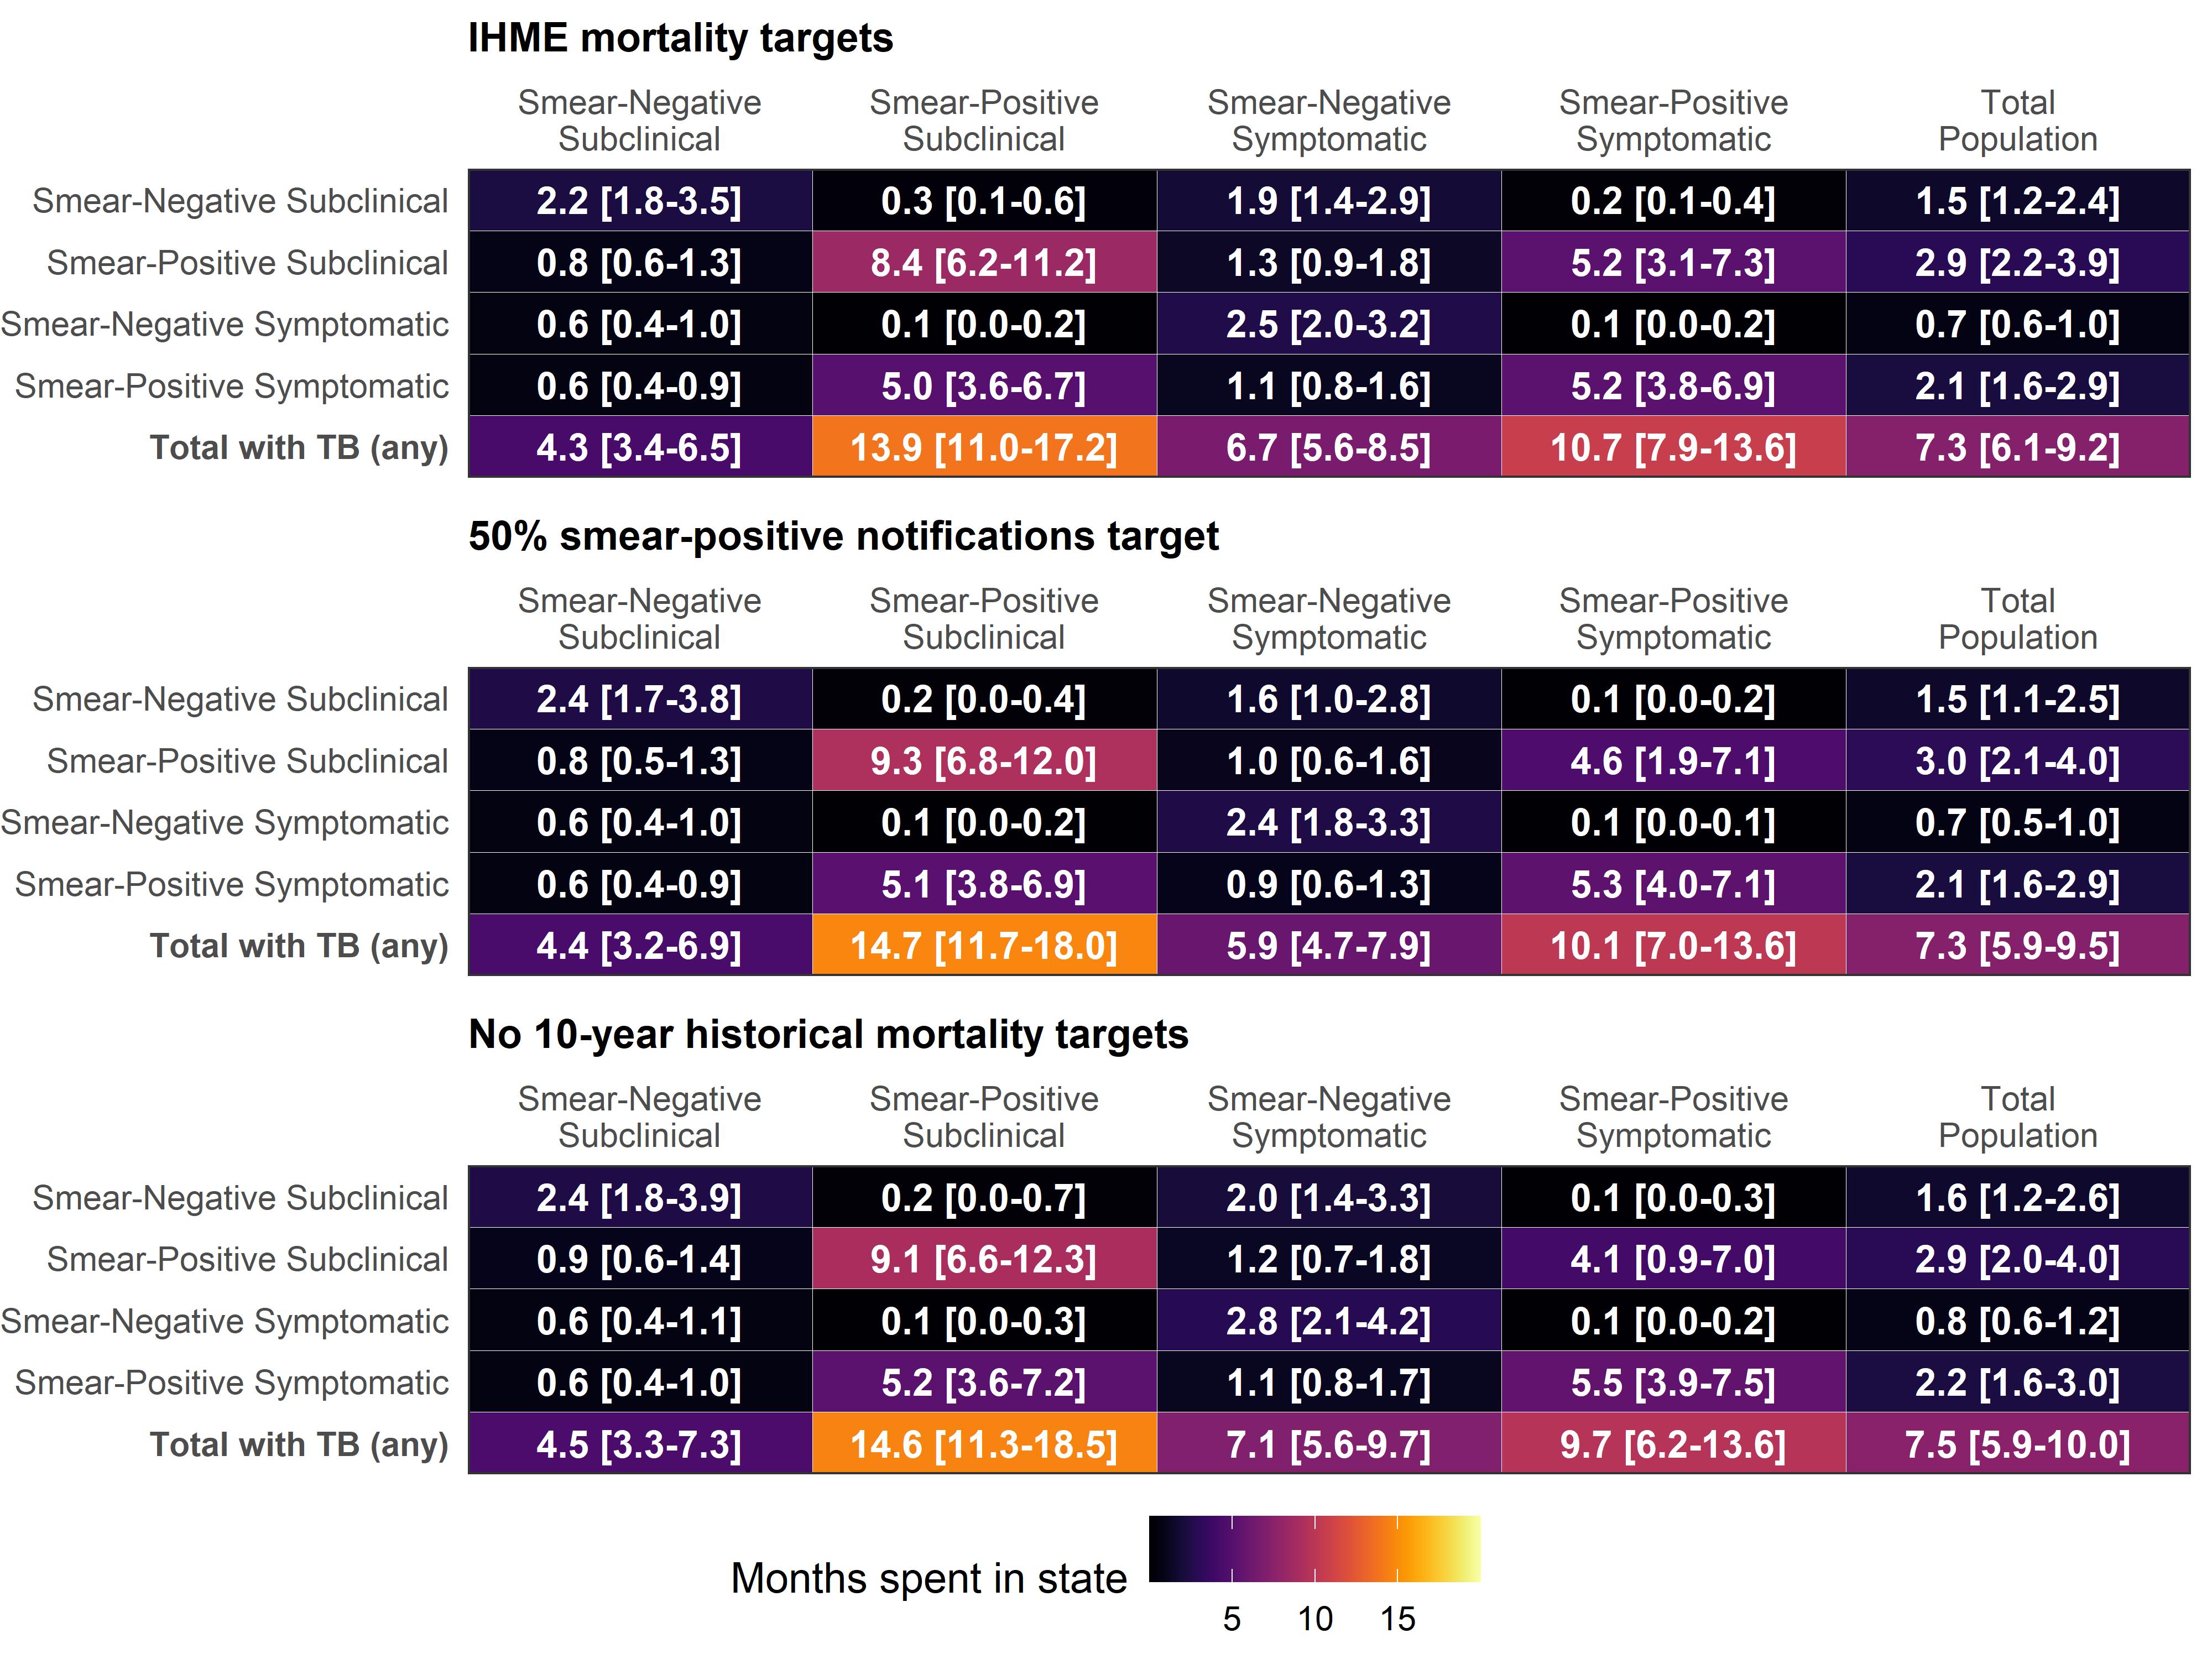 IHME mortality targets
Smear-Negative Subclinical
Smear-Positive Subclinical
Smear-Negative Symptomatic
Smear-Positive Symptomatic
Total Population
Smear-Negative Subclinical 2.2 [1.8-3.5] 0.3 [0.1-0.6] 1.9 [1.4-2.9] 0.2 [0.1-0.4] 1.5 [1.2-2.4]
Smear-Positive Subclinical 0.8 [0.6-1.3] 8.4 [6.2-11.2] 1.3 [0.9-1.8] 5.2 [3.1-7.3] 2.9 [2.2-3.9]
Smear-Negative Symptomatic 0.6 [0.4-1.0] 0.1 [0.0-0.2] 2.5 [2.0-3.2] 0.1 [0.0-0.2] 0.7 [0.6-1.0]
Smear-Positive Symptomatic 0.6 [0.4-0.9] 5.0 [3.6-6.7] 1.1 [0.8-1.6] 5.2 [3.8-6.9] 2.1 [1.6-2.9]
Total with TB (any) 4.3 [3.4-6.5] 13.9 [11.0-17.2] 6.7 [5.6-8.5] 10.7 [7.9-13.6] 7.3 [6.1-9.2]
50% smear-positive notifications target
Smear-Negative Subclinical
Smear-Positive Subclinical
Smear-Negative Symptomatic
Smear-Positive Symptomatic
Total Population
Smear-Negative Subclinical 2.4 [1.7-3.8] 0.2 [0.0-0.4] 1.6 [1.0-2.8] 0.1 [0.0-0.2] 1.5 [1.1-2.5]
Smear-Positive Subclinical 0.8 [0.5-1.3] 9.3 [6.8-12.0] 1.0 [0.6-1.6] 4.6 [1.9-7.1] 3.0 [2.1-4.0]
Smear-Negative Symptomatic 0.6 [0.4-1.0] 0.1 [0.0-0.2] 2.4 [1.8-3.3] 0.1 [0.0-0.1] 0.7 [0.5-1.0]
Smear-Positive Symptomatic 0.6 [0.4-0.9] 5.1 [3.8-6.9] 0.9 [0.6-1.3] 5.3 [4.0-7.1] 2.1 [1.6-2.9]
Total with TB (any) 4.4 [3.2-6.9] 14.7 [11.7-18.0] 5.9 [4.7-7.9] 10.1 [7.0-13.6] 7.3 [5.9-9.5]
No 10-year historical mortality targets
Smear-Negative Subclinical
Smear-Positive Subclinical
Smear-Negative Symptomatic
Smear-Positive Symptomatic
Total Population
Smear-Negative Subclinical 2.4 [1.8-3.9] 0.2 [0.0-0.7] 2.0 [1.4-3.3] 0.1 [0.0-0.3] 1.6 [1.2-2.6]
Smear-Positive Subclinical 0.9 [0.6-1.4] 9.1 [6.6-12.3] 1.2 [0.7-1.8] 4.1 [0.9-7.0] 2.9 [2.0-4.0]
Smear-Negative Symptomatic 0.6 [0.4-1.1] 0.1 [0.0-0.3] 2.8 [2.1-4.2] 0.1 [0.0-0.2] 0.8 [0.6-1.2]
Smear-Positive Symptomatic 0.6 [0.4-1.0] 5.2 [3.6-7.2] 1.1 [0.8-1.7] 5.5 [3.9-7.5] 2.2 [1.6-3.0]
Total with TB (any) 4.5 [3.3-7.3] 14.6 [11.3-18.5] 7.1 [5.6-9.7] 9.7 [6.2-13.6] 7.5 [5.9-10.0]
Months spent in state
5 10 15